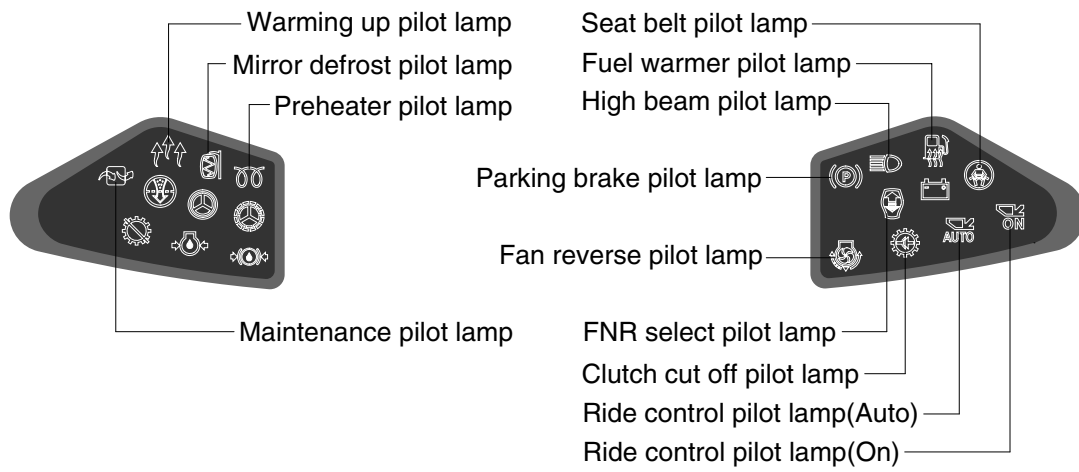 Warming up pilot lamp
Mirror defrost pilot lamp
Preheater pilot lamp
Maintenance pilot lamp
Seat belt pilot lamp
Fuel warmer pilot lamp
High beam pilot lamp
Parking brake pilot lamp
Fan reverse pilot lamp
P
AUTO
ON
FNR select pilot lamp
Clutch cut off pilot lamp
Ride control pilot lamp(Auto)
Ride control pilot lamp(On)